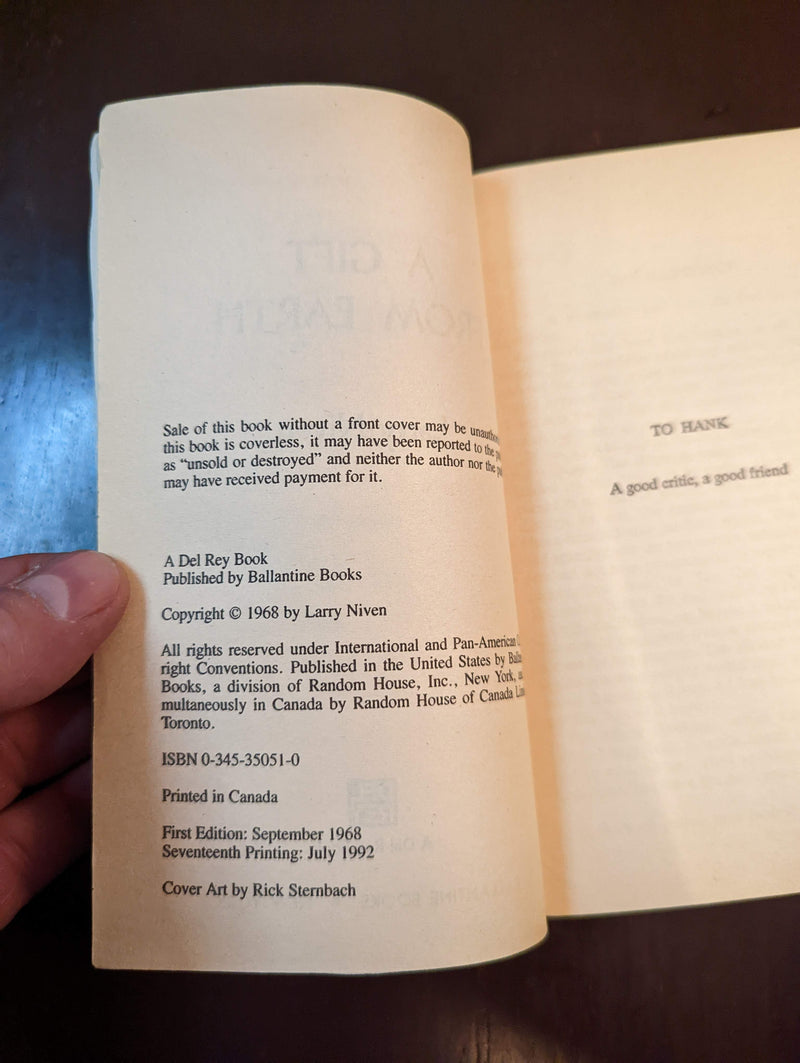 Sale of this book without a front cover may be
this book is coverless, it may have been reported to the
as “unsold or destroyed” and neither the author nor the
may have received payment for it.
A Del Rey Book
Published by Ballantine Books
Copyright © 1968 by Larry Niven
All rights reserved under International and Pan-American
right Conventions. Published in the United States by
Books, a division of Random House, Inc., New York,
multaneously in Canada by Random House of Canada
Toronto.
ISBN 0-345-35051-0
Printed in Canada
First Edition: September 1968
Seventeenth Printing: July 1992
Cover Art by Rick Sternbach
TO HANK
A good critic, a good friend